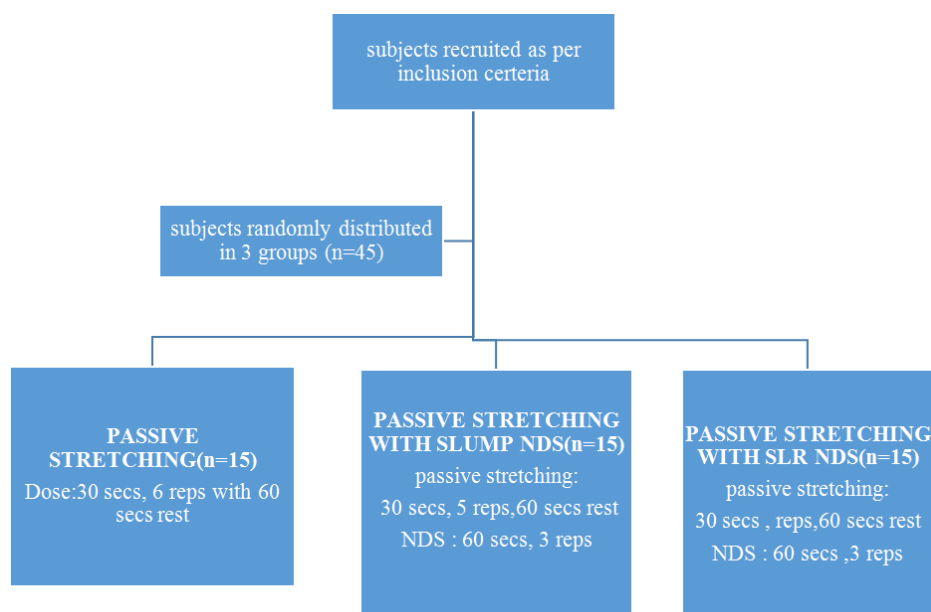 subjects recruited as per
inclusion certeria
subjects randomly distributed
in 3 groups (n=45)
PASSIVE
STRETCHING(n=15)
Dose:30 secs, 6 reps with 60
secs rest
PASSIVE STRETCHING
WITH SLUMP NDS(n=15)
passive stretching:
30 secs, 5 reps,60 secs rest
NDS : 60 secs, 3 reps
PASSIVE STRETCHING
WITH SLR NDS(n=15)
passive stretching:
30 secs , reps,60 secs rest
NDS : 60 secs ,3 reps